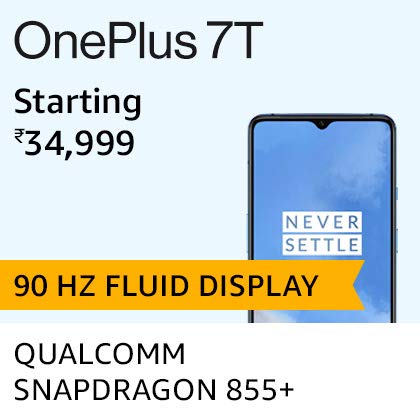 OnePlus 7T
Starting
₹34,999
NEVER
SETTLE
90 HZ FLUID DISPLAY
QUALCOMM
SNAPDRAGON 855+